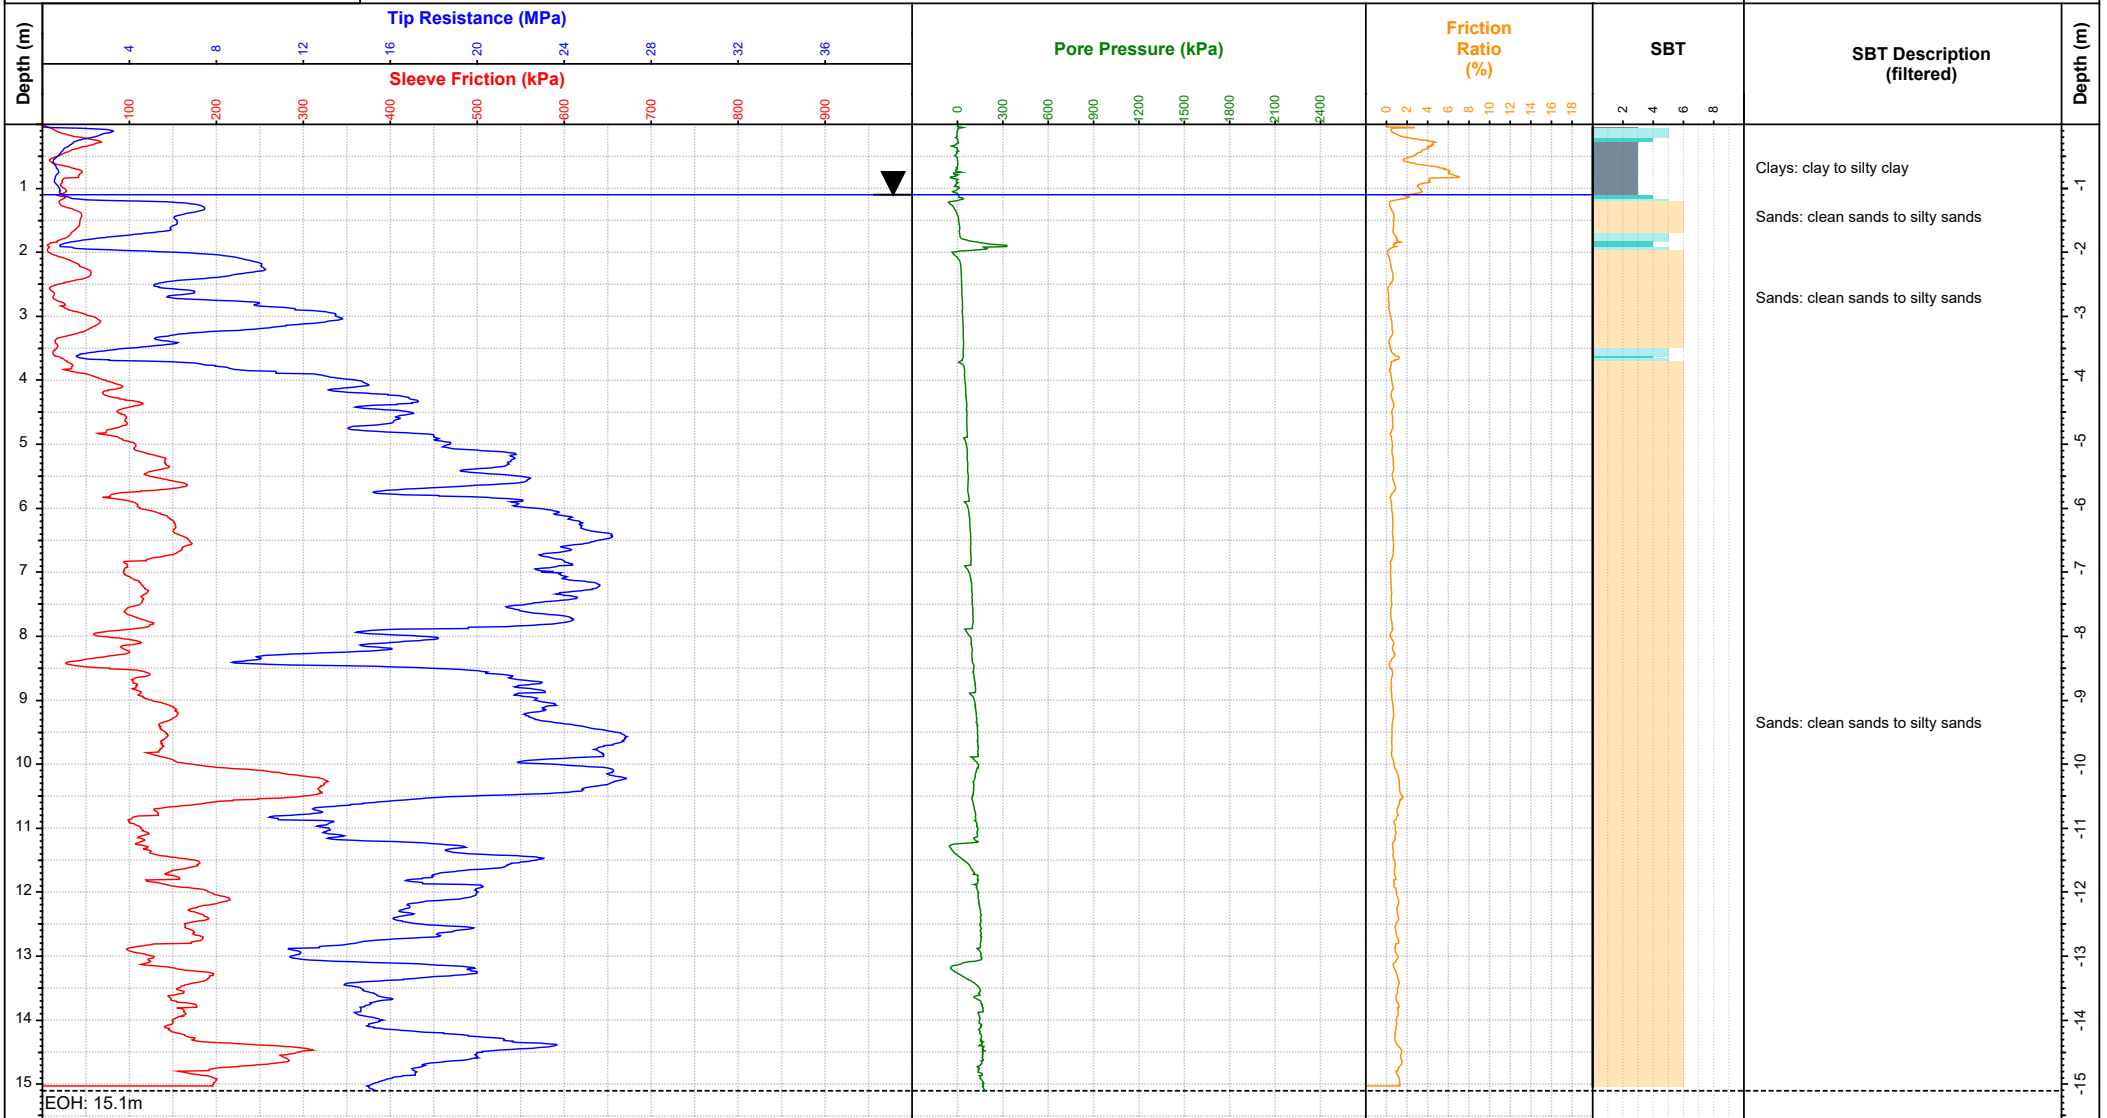 Depth (m)
Tip Resistance (MPa)
4 8 12 16 20 24 28 32 36
Sleeve Friction (kPa)
100 200 300 400 500 600 700 800 900
Pore Pressure (kPa)
0 300 600 900 1200 1500 1800 2100 2400
Friction
Ratio
(%)
0 2 4 6 8 10 12 14 16 18
SBT
2 4 6 8
SBT Description
(filtered)
Depth (m)
1
2
3
4
5
6
7
8
9
10
11
12
13
14
15
Clays: clay to silty clay
Sands: clean sands to silty sands
Sands: clean sands to silty sands
Sands: clean sands to silty sands
-1
-2
-3
-4
-5
-6
-7
-8
-9
-10
-11
-12
-13
-14
-15
EOH: 15.1m